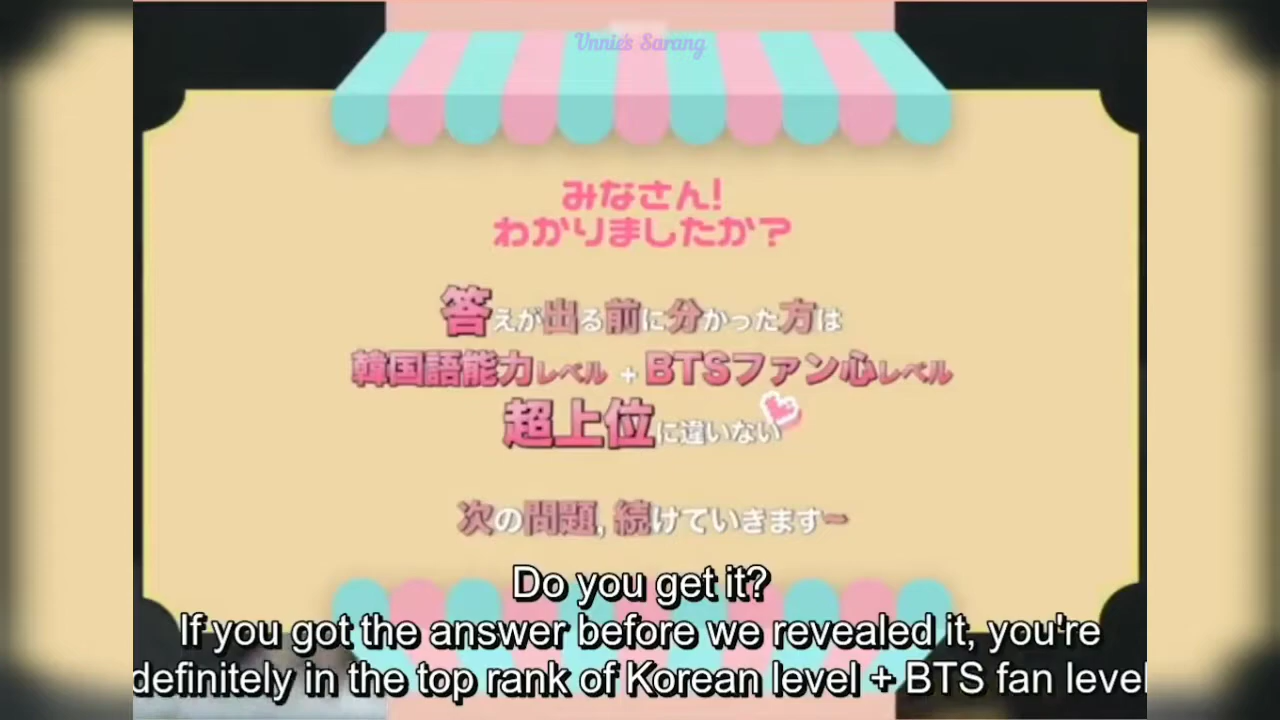 Unnie's Sarang
みなさん!
わかりましたか?
答えが出る前に分かった方は
韓国語能力レベル + BTSファン心レベル
超上位に違いない
次の問題, 続けていきます~
Do you get it?
If you got the answer before we revealed it, you're
definitely in the top rank of Korean level + BTS fan level